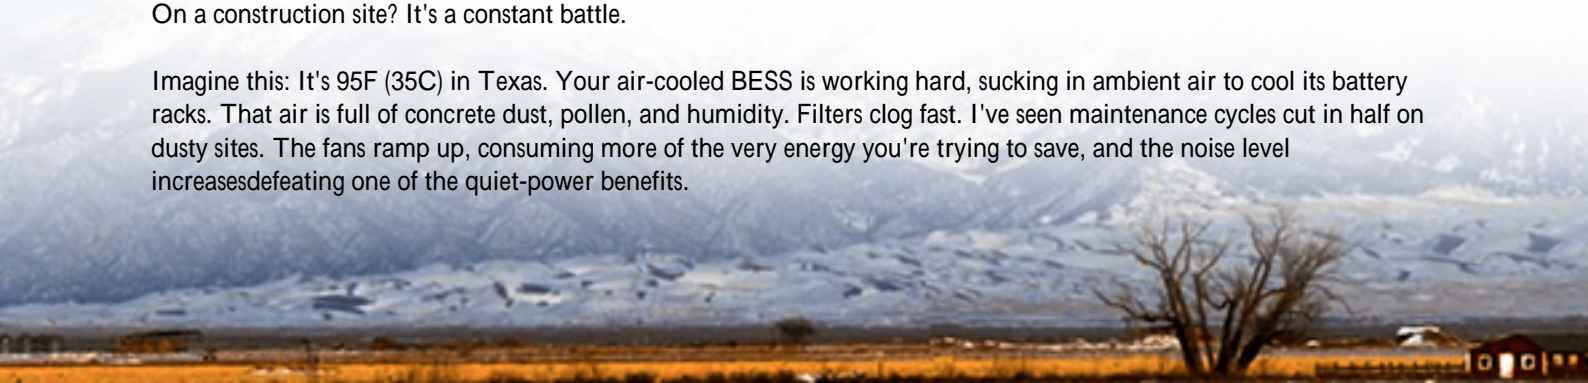 On a construction site? It's a constant battle.
Imagine this: It's 95F (35C) in Texas. Your air-cooled BESS is working hard, sucking in ambient air to cool its battery
racks. That air is full of concrete dust, pollen, and humidity. Filters clog fast. I've seen maintenance cycles cut in half on
dusty sites. The fans ramp up, consuming more of the very energy you're trying to save, and the noise level
increasesdefeating one of the quiet-power benefits.